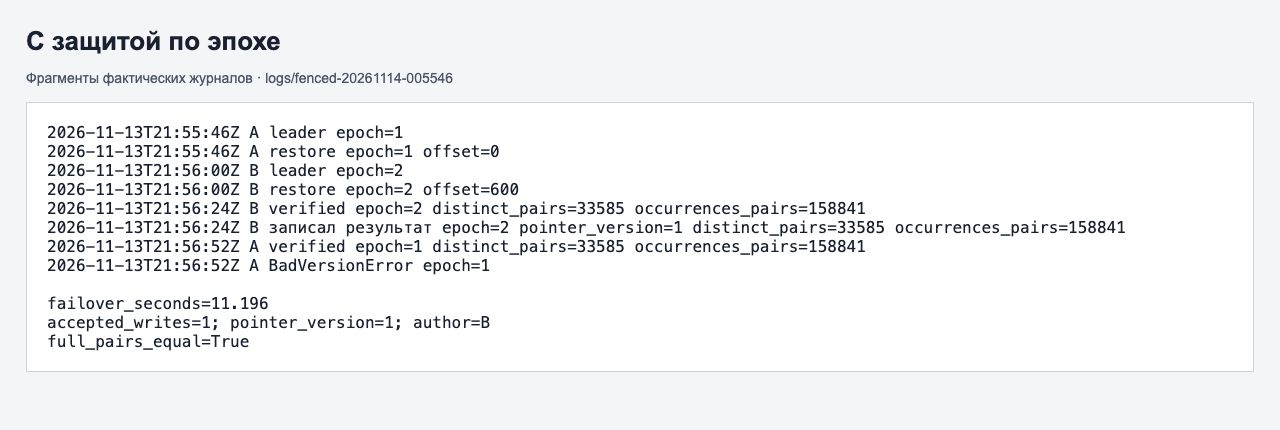 С защитой по эпохе
Фрагменты фактических журналов · logs/fenced-20261114-005546
2026-11-13T21:55:46Z A leader epoch=1
2026-11-13T21:55:46Z A restore epoch=1 offset=0
2026-11-13T21:56:00Z B leader epoch=2
2026-11-13T21:56:00Z B restore epoch=2 offset=600
2026-11-13T21:56:24Z B verified epoch=2 distinct_pairs=33585 occurrences_pairs=158841
2026-11-13T21:56:24Z B записал результат epoch=2 pointer_version=1 distinct_pairs=33585 occurrences_pairs=158841
2026-11-13T21:56:52Z A verified epoch=1 distinct_pairs=33585 occurrences_pairs=158841
2026-11-13T21:56:52Z A BadVersionError epoch=1
failover_seconds=11.196
accepted_writes=1; pointer_version=1; author=B
full_pairs_equal=True